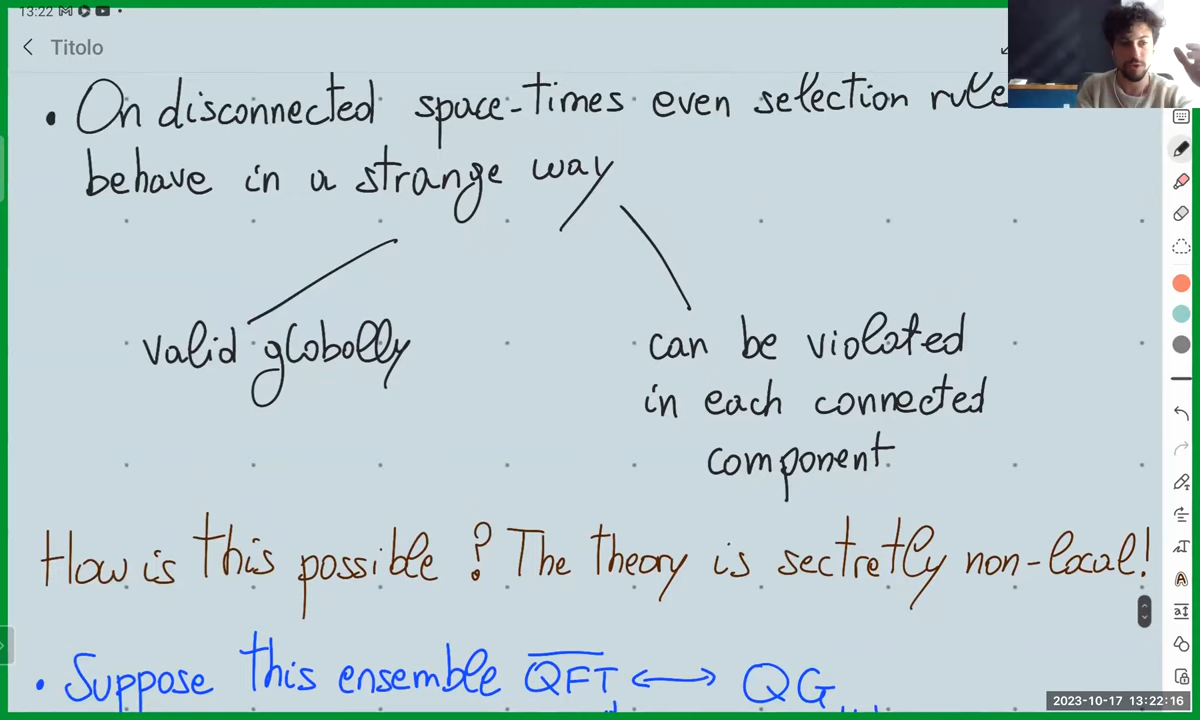 13:22
Titolo
• On disconnected space-times even selection rule
behave in a strange way
valid globolly
can be violated
in each connected
component
How is this possible? The theory is sectretly non-local!
• Suppose this ensemble QFT ⟷ QG
2023-10-17 13:22:16